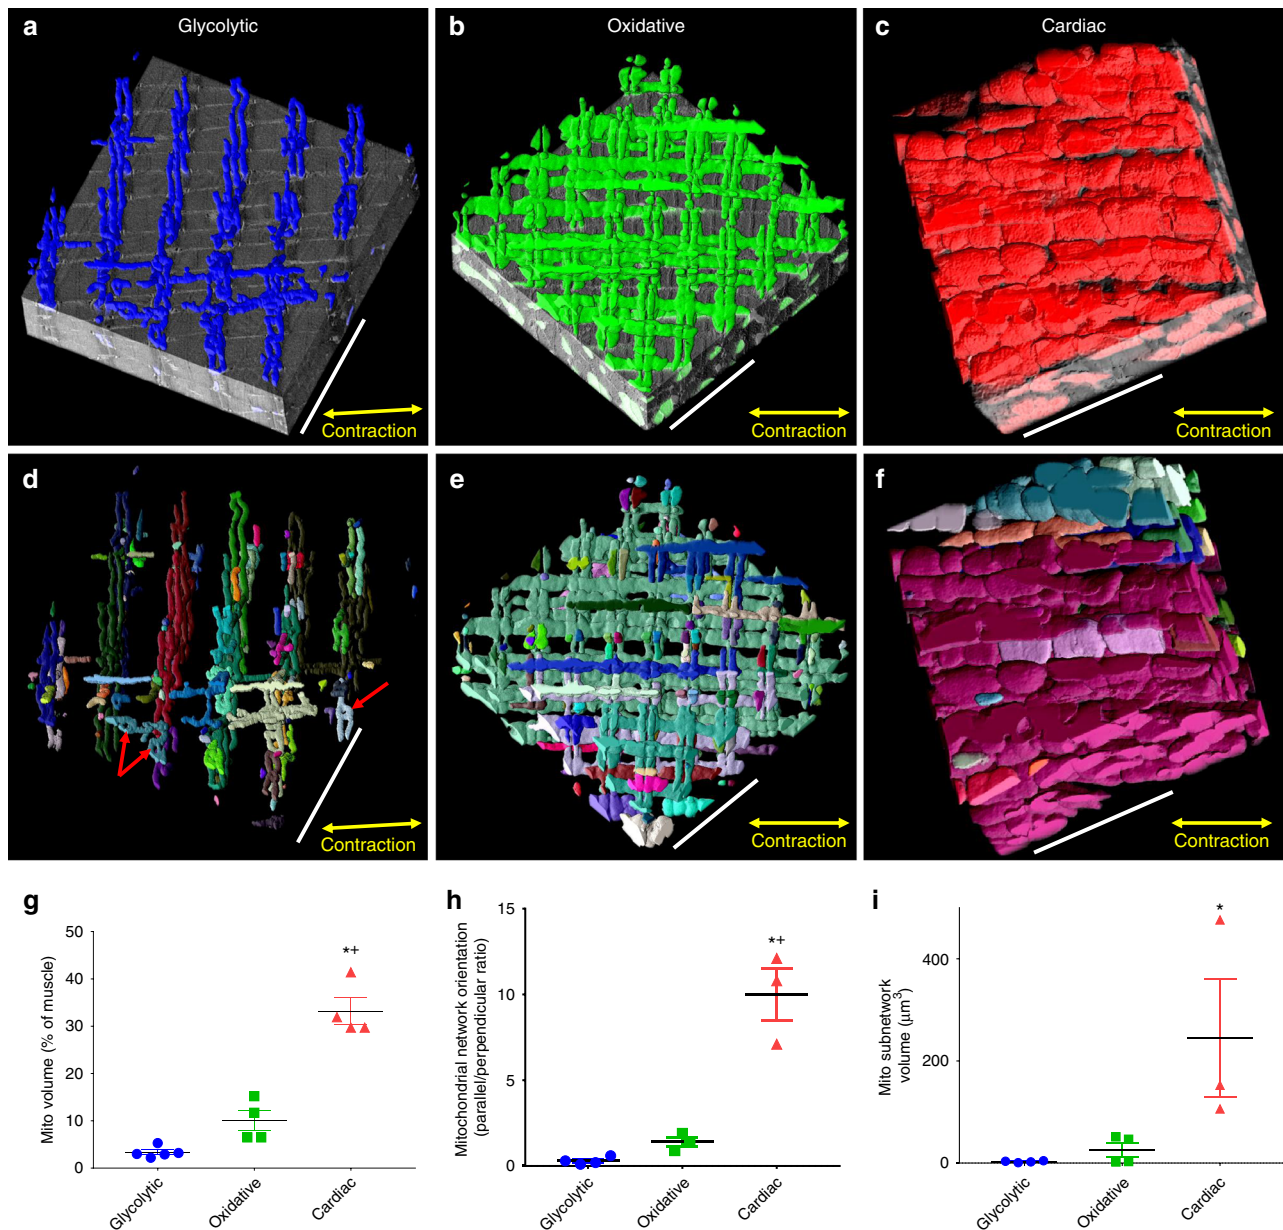 a Glycolytic
b Oxidative
c Cardiac
Contraction
Contraction
Contraction
d
e
f
Contraction
Contraction
Contraction
g
Mito volume (% of muscle)
50
40
30
20
10
0
*+
Glycolytic
Oxidative
Cardiac
h
Mitochondrial network orientation
(parallel/perpendicular ratio)
15
10
5
0
*+
Glycolytic
Oxidative
Cardiac
i
Mito subnetwork
volume (µm³)
400
200
0
*
Glycolytic
Oxidative
Cardiac